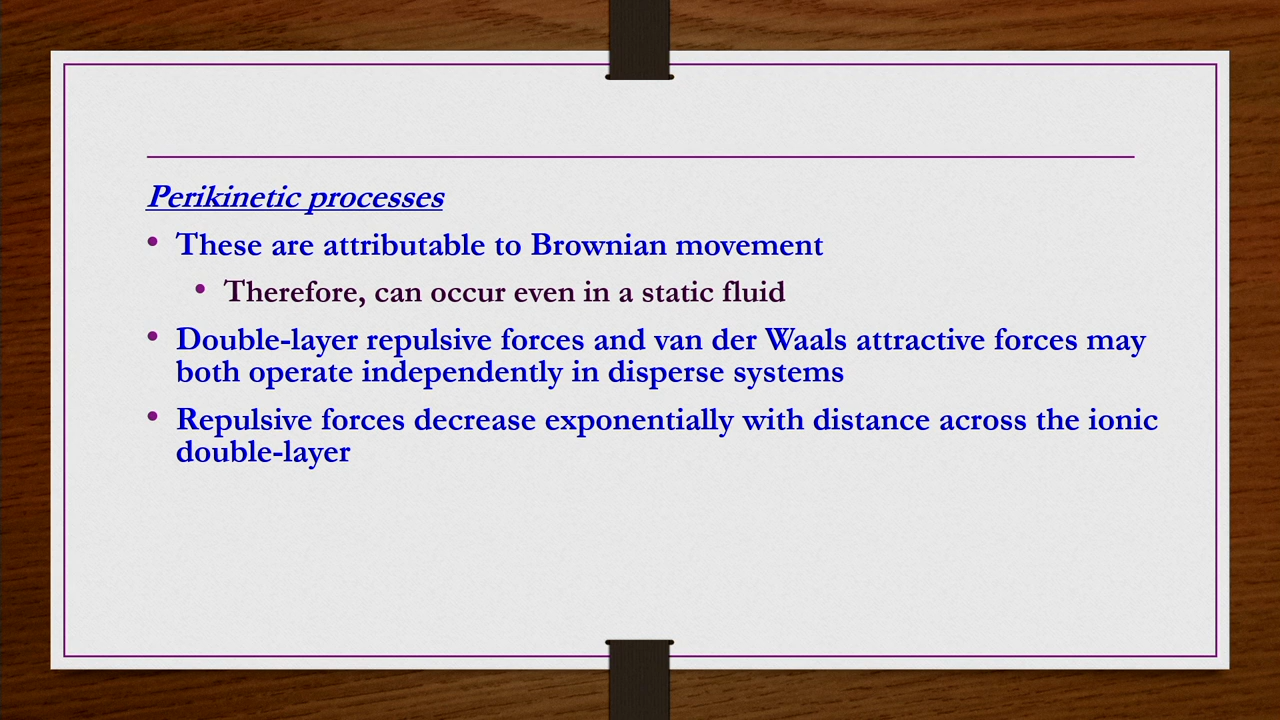 Perikinetic processes
• These are attributable to Brownian movement
• Therefore, can occur even in a static fluid
• Double-layer repulsive forces and van der Waals attractive forces may
both operate independently in disperse systems
• Repulsive forces decrease exponentially with distance across the ionic
double-layer